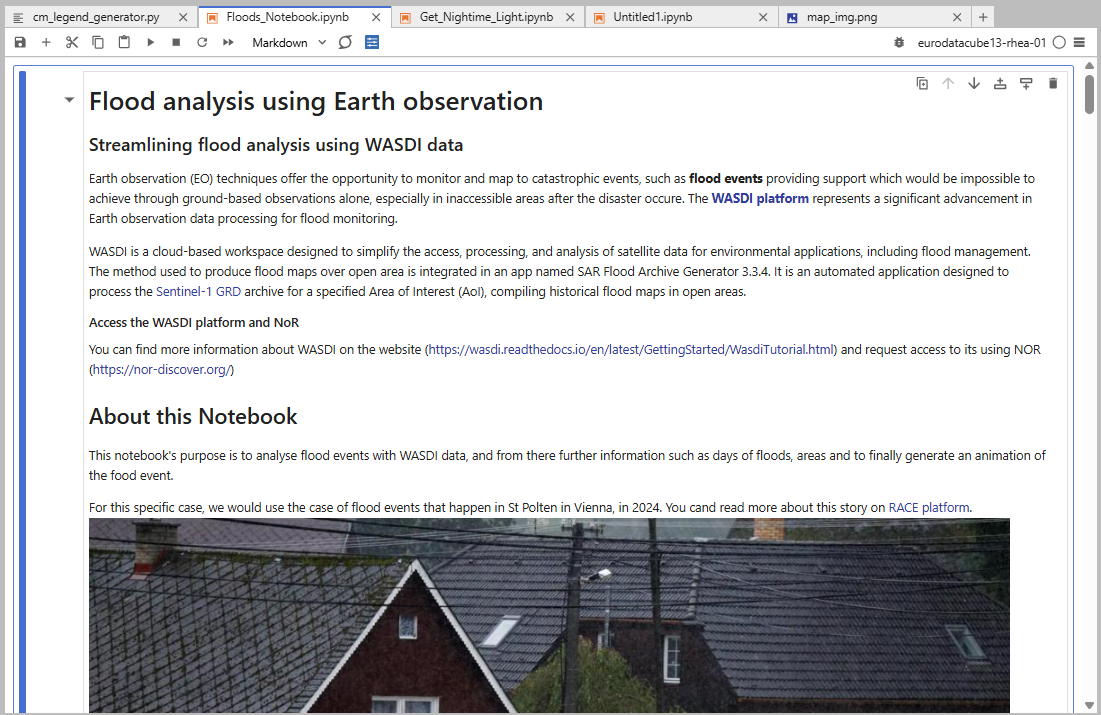 cm_legend_generator.py
Floods_Notebook.ipynb
Get_Nightime_Light.ipynb
Untitled1.ipynb
map_img.png
Markdown
eurodatacube13-rhea-01
Flood analysis using Earth observation
Streamlining flood analysis using WASDI data
Earth observation (EO) techniques offer the opportunity to monitor and map to catastrophic events, such as flood events providing support which would be impossible to
achieve through ground-based observations alone, especially in inaccessible areas after the disaster occure. The WASDI platform represents a significant advancement in
Earth observation data processing for flood monitoring.
WASDI is a cloud-based workspace designed to simplify the access, processing, and analysis of satellite data for environmental applications, including flood management.
The method used to produce flood maps over open area is integrated in an app named SAR Flood Archive Generator 3.3.4. It is an automated application designed to
process the Sentinel-1 GRD archive for a specified Area of Interest (AoI), compiling historical flood maps in open areas.
Access the WASDI platform and NoR
You can find more information about WASDI on the website (https://wasdi.readthedocs.io/en/latest/GettingStarted/WasdiTutorial.html) and request access to its using NOR
(https://nor-discover.org/)
About this Notebook
This notebook's purpose is to analyse flood events with WASDI data, and from there further information such as days of floods, areas and to finally generate an animation of
the food event.
For this specific case, we would use the case of flood events that happen in St Polten in Vienna, in 2024. You cand read more about this story on RACE platform.